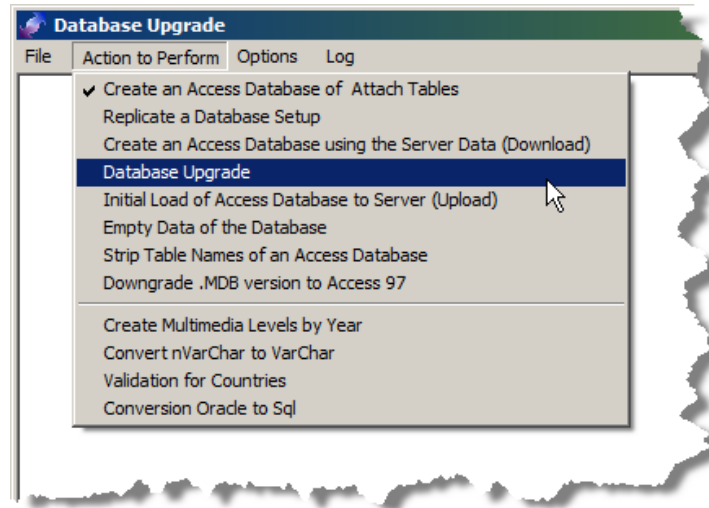 Database Upgrade
File Action to Perform Options Log
Create an Access Database of Attach Tables
Replicate a Database Setup
Create an Access Database using the Server Data (Download)
Database Upgrade
Initial Load of Access Database to Server (Upload)
Empty Data of the Database
Strip Table Names of an Access Database
Downgrade .MDB version to Access 97
Create Multimedia Levels by Year
Convert nVarChar to VarChar
Validation for Countries
Conversion Oracle to Sql